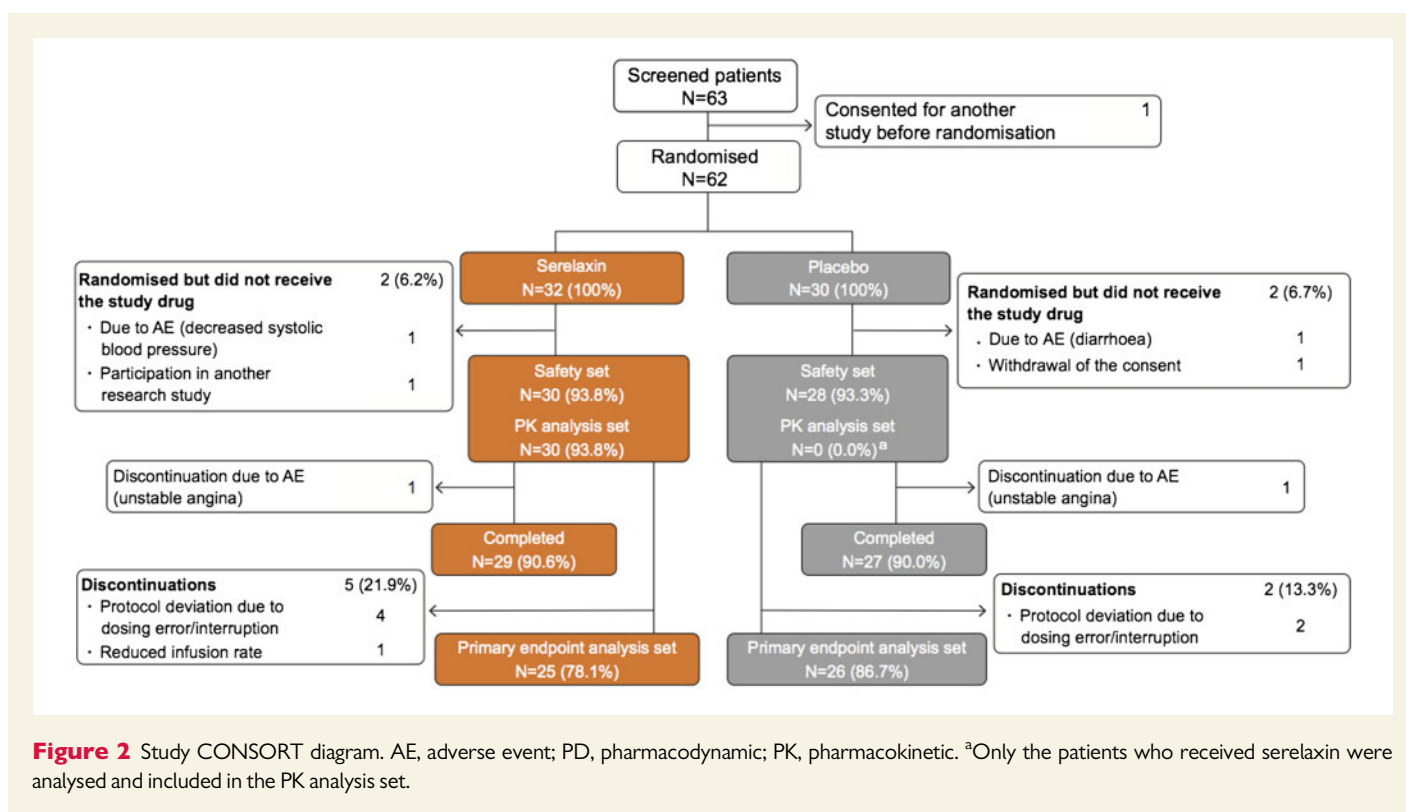 Screened patients
N=63
Consented for another 1
study before randomisation
Randomised
N=62
Serelaxin
N=32 (100%)
Placebo
N=30 (100%)
Randomised but did not receive 2 (6.2%)
the study drug
· Due to AE (decreased systolic
blood pressure) 1
· Participation in another
research study 1
Randomised but did not receive 2 (6.7%)
the study drug
. Due to AE (diarrhoea) 1
· Withdrawal of the consent 1
Safety set
N=30 (93.8%)
PK analysis set
N=30 (93.8%)
Safety set
N=28 (93.3%)
PK analysis set
N=0 (0.0%)a
Discontinuation due to AE
(unstable angina) 1
Discontinuation due to AE
(unstable angina) 1
Completed
N=29 (90.6%)
Completed
N=27 (90.0%)
Discontinuations 5 (21.9%)
· Protocol deviation due to
dosing error/interruption 4
· Reduced infusion rate 1
Discontinuations 2 (13.3%)
· Protocol deviation due to
dosing error/interruption 2
Primary endpoint analysis set
N=25 (78.1%)
Primary endpoint analysis set
N=26 (86.7%)
Figure 2 Study CONSORT diagram. AE, adverse event; PD, pharmacodynamic; PK, pharmacokinetic. aOnly the patients who received serelaxin were
analysed and included in the PK analysis set.